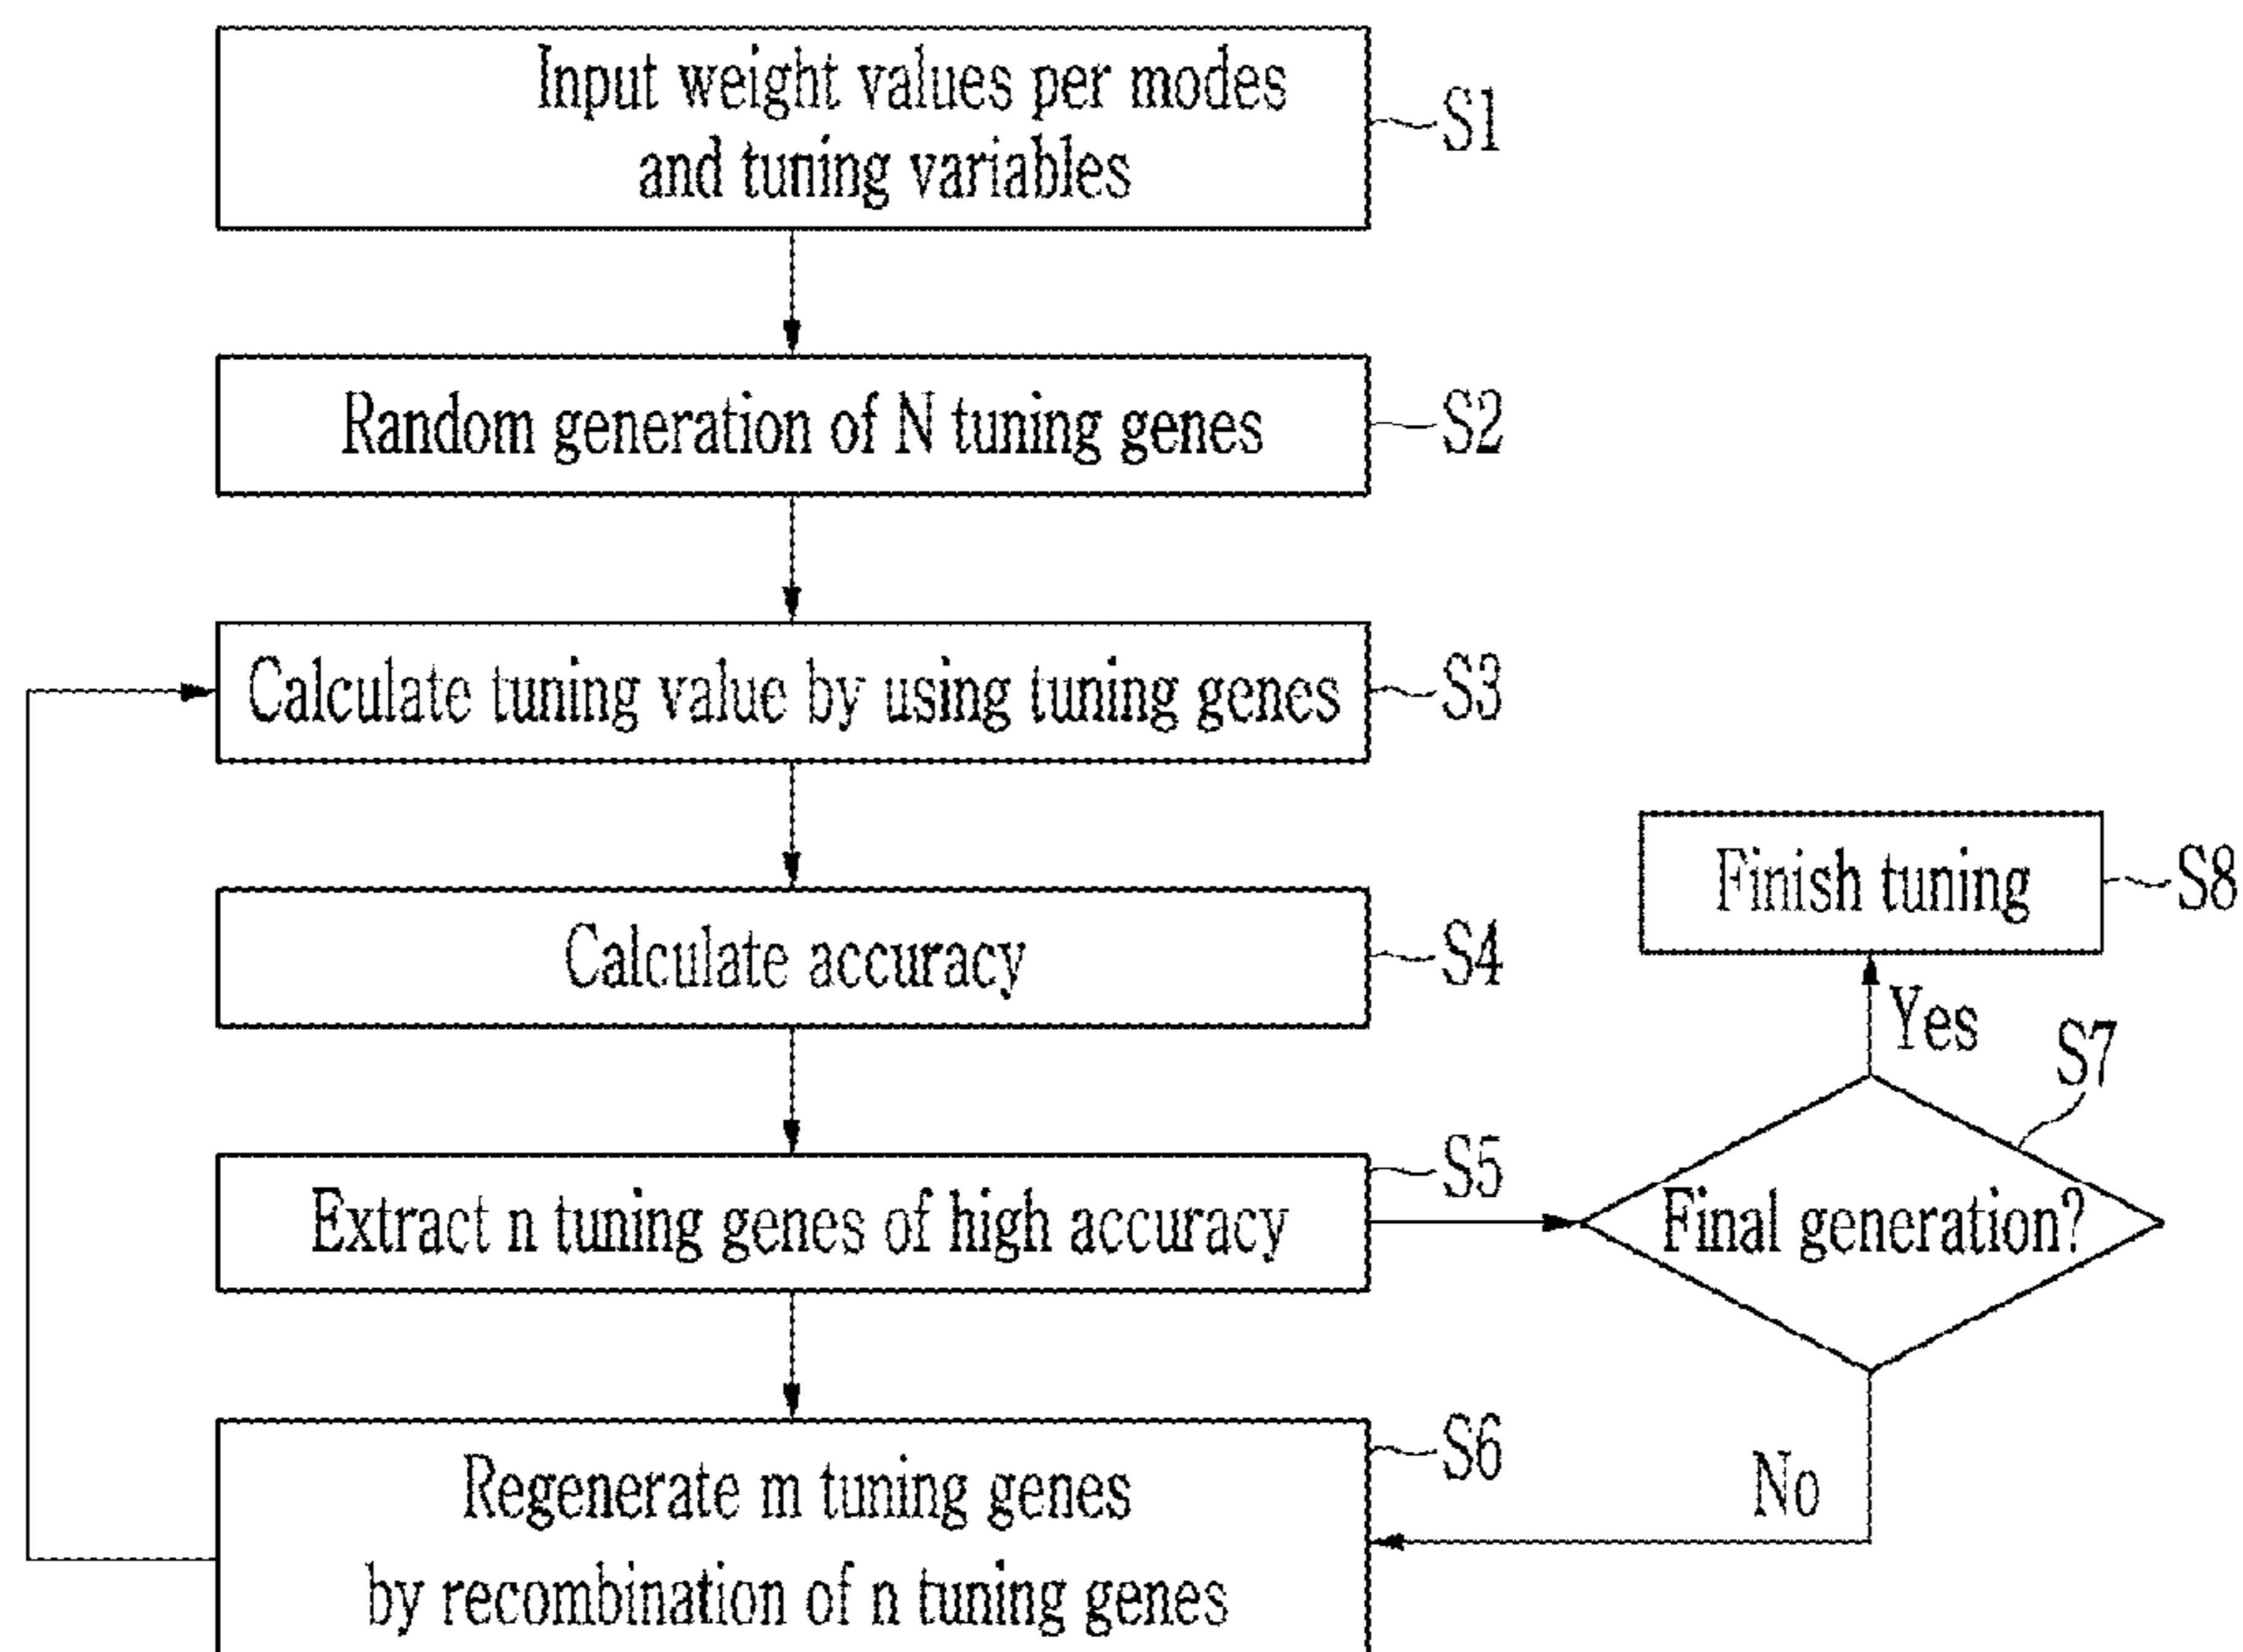 Input weight values per modes
and tuning variables
S1
Random generation of N tuning genes
S2
Calculate tuning value by using tuning genes
S3
Calculate accuracy
S4
Finish tuning
S8
Yes
S7
Extract n tuning genes of high accuracy
S5
Final generation?
Regenerate m tuning genes
by recombination of n tuning genes
S6
No